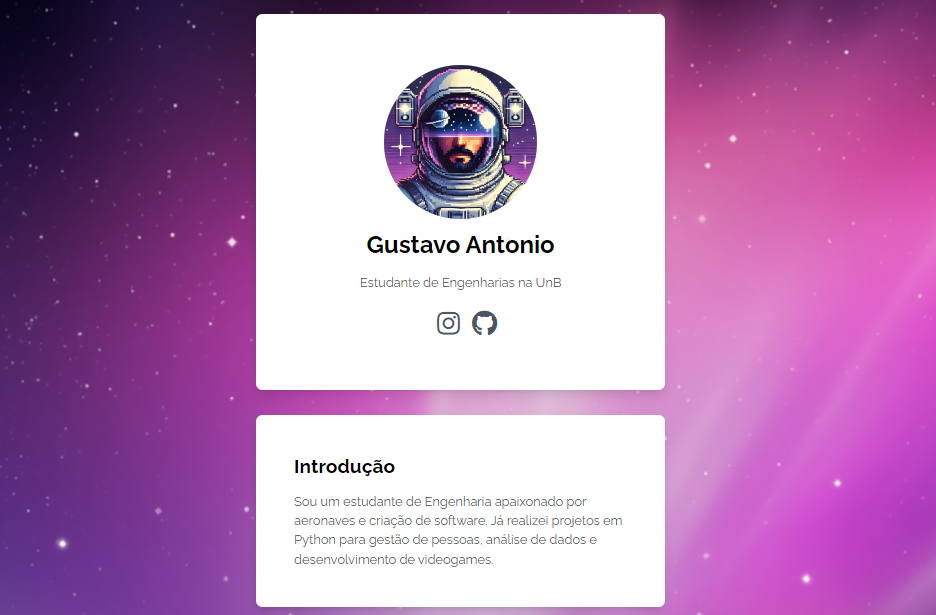 Gustavo Antonio
Estudante de Engenharias na UnB
Introdução
Sou um estudante de Engenharia apaixonado por
aeronaves e criação de software. Já realizei projetos em
Python para gestão de pessoas, análise de dados e
desenvolvimento de videogames.